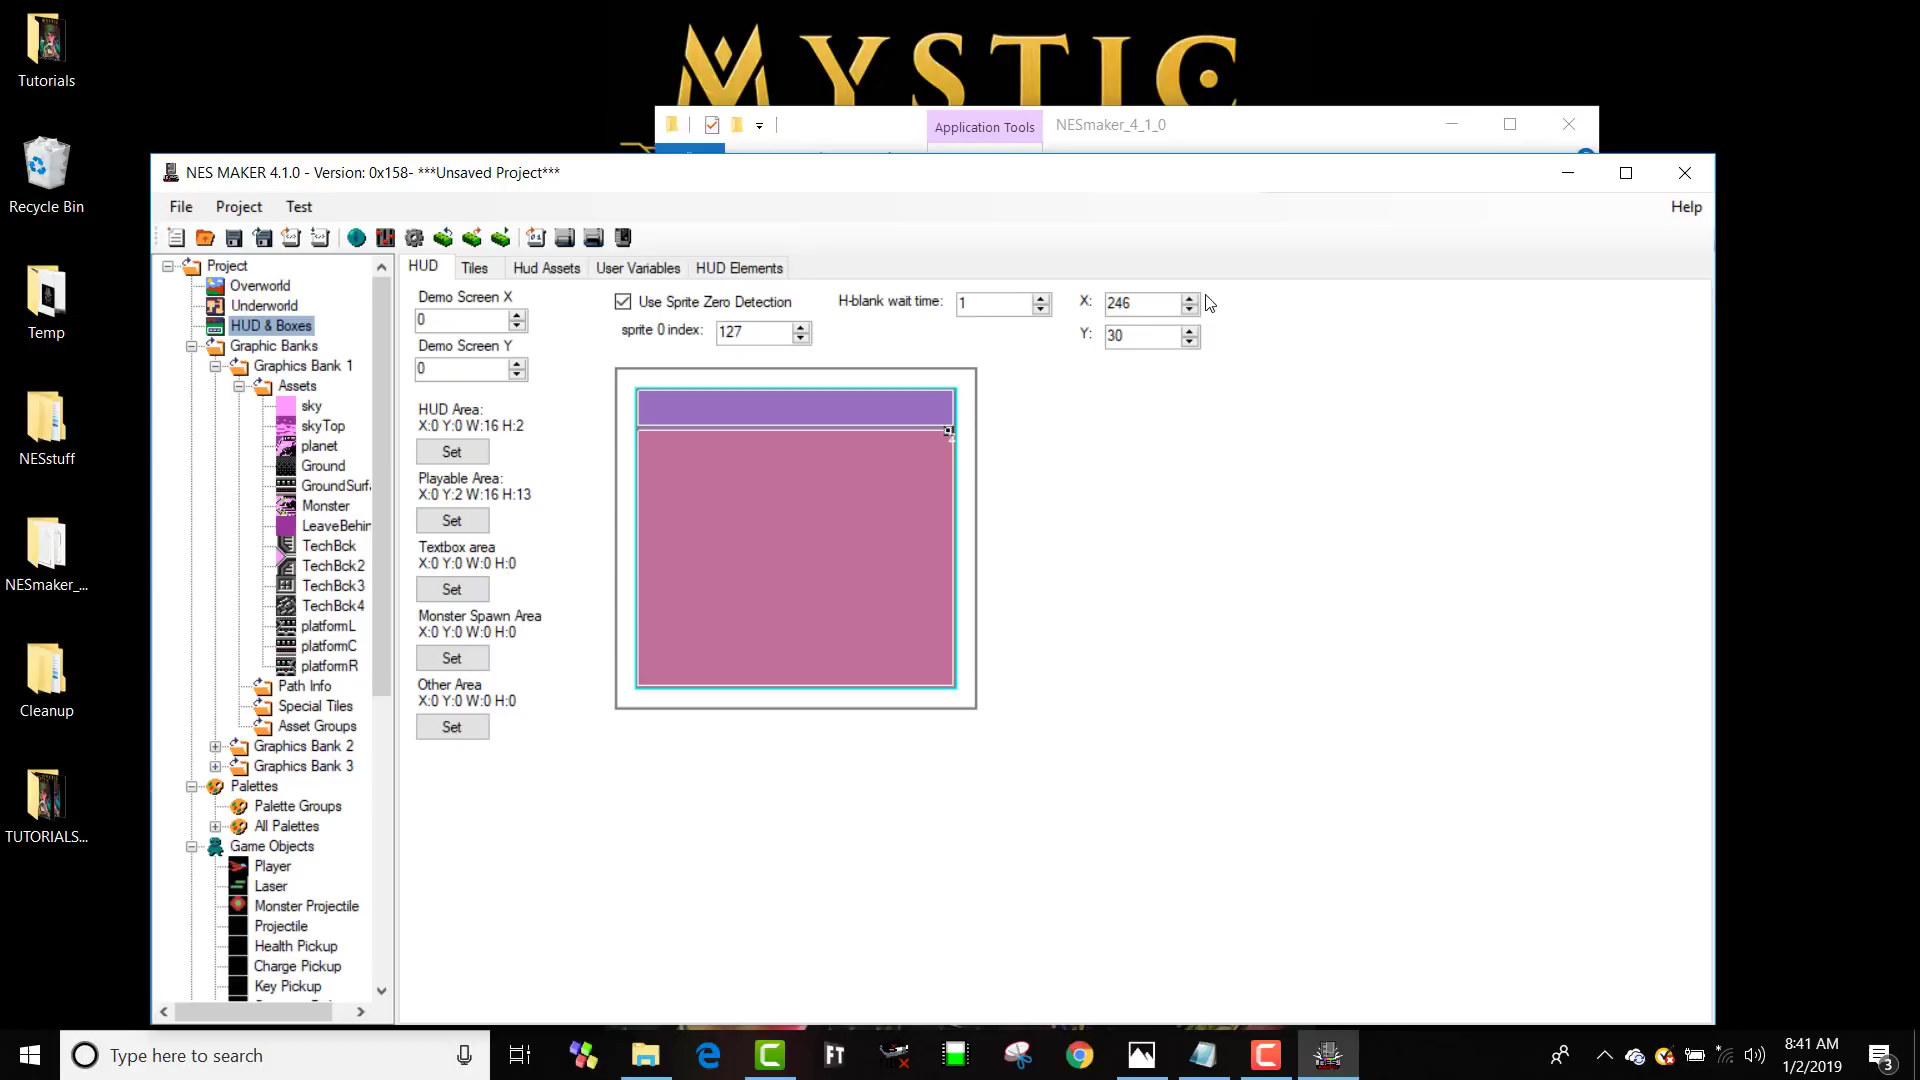 MYSTIC
Tutorials
Recycle Bin
Temp
NESstuff
NESmaker_...
Cleanup
TUTORIALS...
Application Tools
NESmaker_4_1_0
NES MAKER 4.1.0 - Version: 0x158- ***Unsaved Project***
File
Project
Test
Help
Project
Overworld
Underworld
HUD & Boxes
Graphic Banks
Graphics Bank 1
Assets
sky
skyTop
planet
Ground
GroundSurf
Monster
LeaveBehin
TechBck
TechBck2
TechBck3
TechBck4
platformL
platformC
platformR
Path Info
Special Tiles
Asset Groups
Graphics Bank 2
Graphics Bank 3
Palettes
Palette Groups
All Palettes
Game Objects
Player
Laser
Monster Projectile
Projectile
Health Pickup
Charge Pickup
Key Pickup
HUD
Tiles
Hud Assets
User Variables
HUD Elements
Demo Screen X
0
Demo Screen Y
0
HUD Area:
X:0 Y:0 W:16 H:2
Set
Playable Area:
X:0 Y:2 W:16 H:13
Set
Textbox area
X:0 Y:0 W:0 H:0
Set
Monster Spawn Area
X:0 Y:0 W:0 H:0
Set
Other Area
X:0 Y:0 W:0 H:0
Set
Use Sprite Zero Detection
sprite 0 index: 127
H-blank wait time: 1
X: 246
Y: 30
Type here to search
FT
8:41 AM
1/2/2019
3